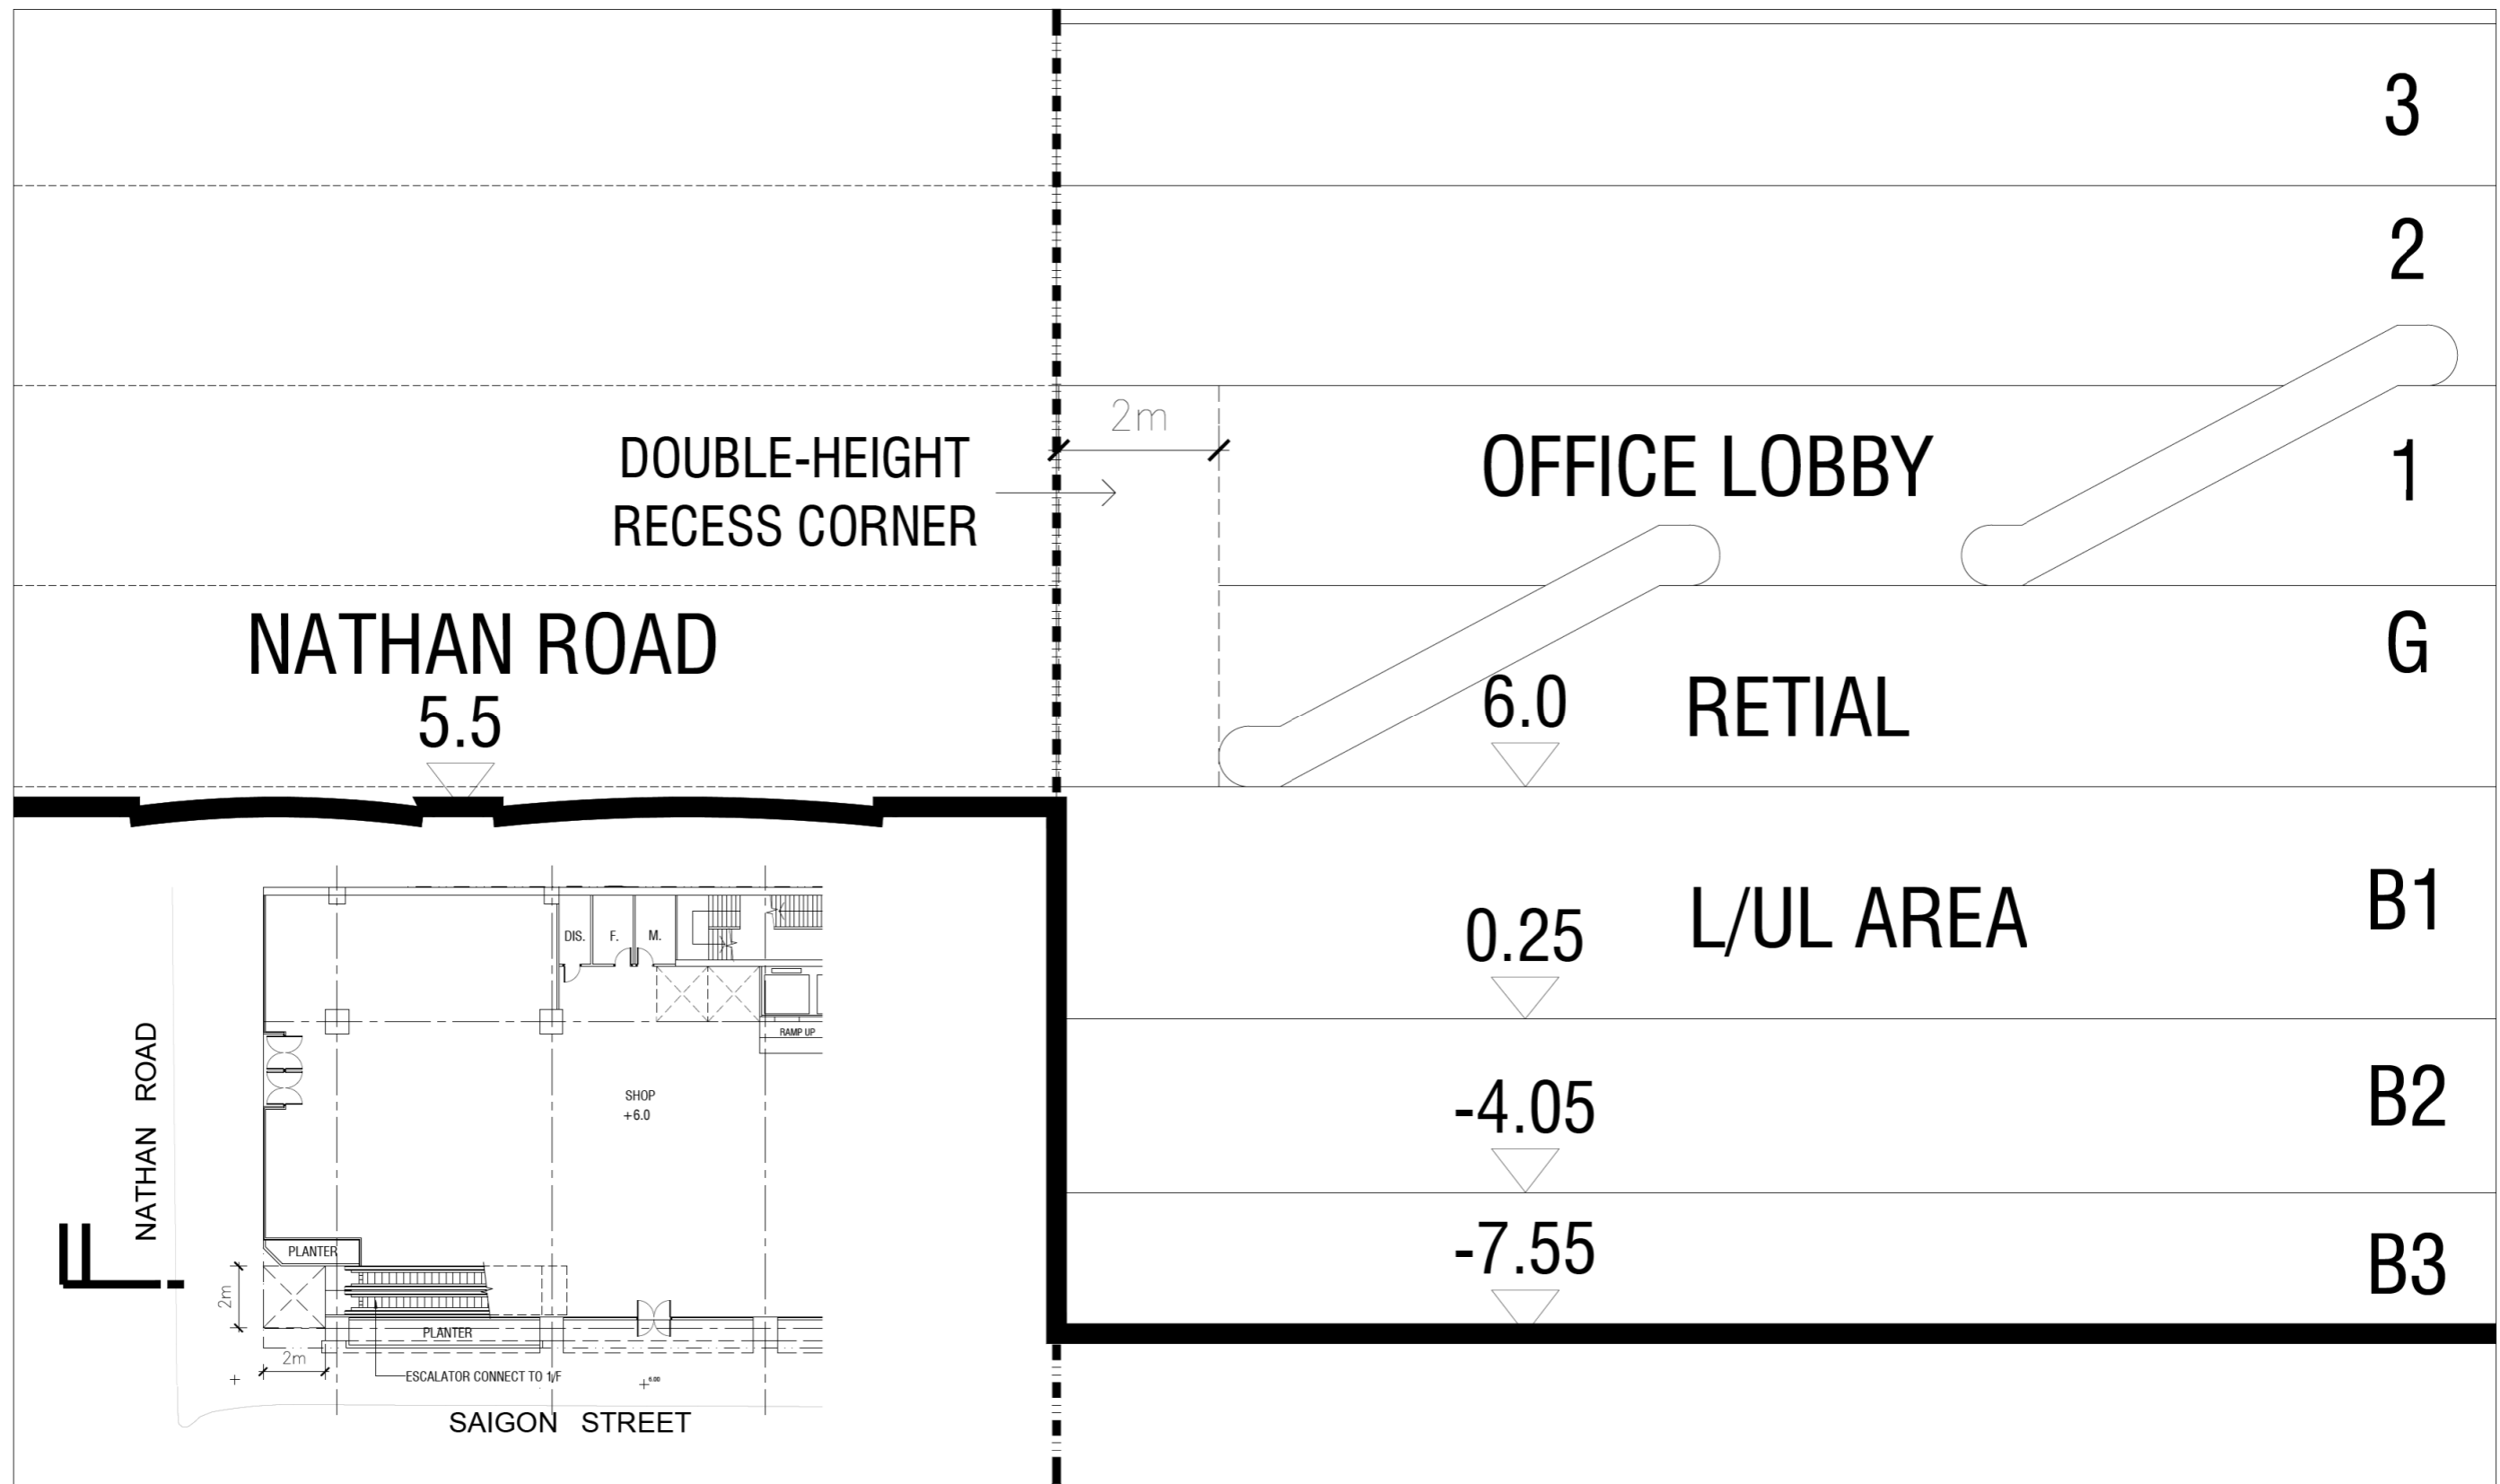 3
2
2m
DOUBLE-HEIGHT
RECESS CORNER
OFFICE LOBBY
1
NATHAN ROAD
5.5
G
6.0 RETIAL
B1
0.25 L/UL AREA
B2
-4.05
B3
-7.55
DIS. F. M.
RAMP UP
NATHAN ROAD
SHOP
+6.0
PLANTER
2m
PLANTER
2m
ESCALATOR CONNECT TO 1/F
6.00
SAIGON STREET